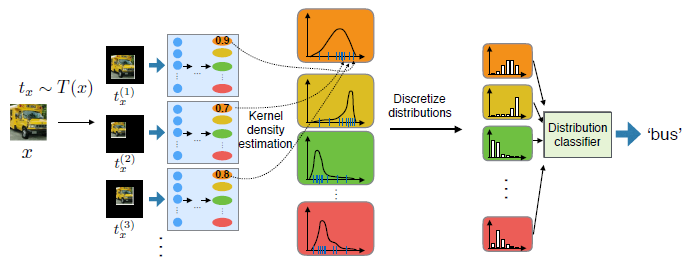 t_x ∼ T(x)
x
t_x^{(1)}
t_x^{(2)}
t_x^{(3)}
0.9
0.7
0.8
Kernel
density
estimation
Discretize
distributions
Distribution
classifier
‘bus’